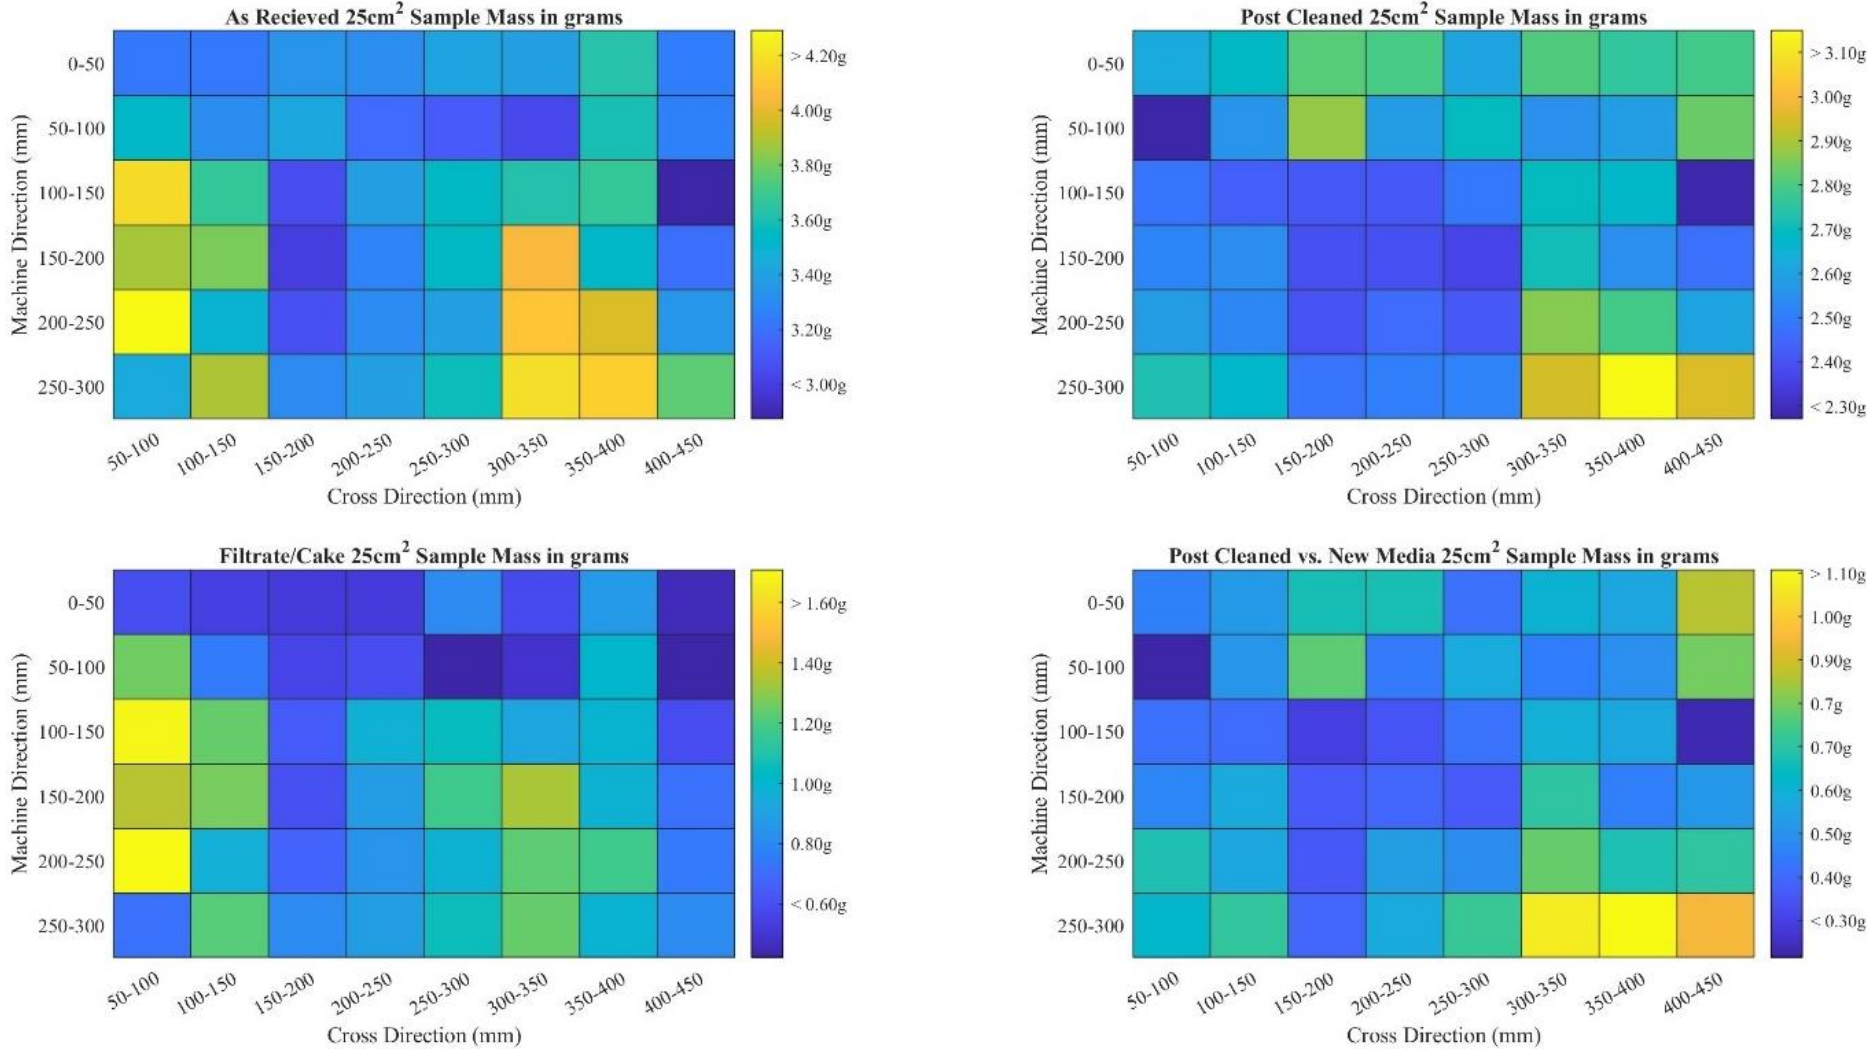 As Recieved 25cm2 Sample Mass in grams
0-50
50-100
100-150
150-200
200-250
250-300
Machine Direction (mm)
50-100
100-150
150-200
200-250
250-300
300-350
350-400
400-450
Cross Direction (mm)
> 4.20g
4.00g
3.80g
3.60g
3.40g
3.20g
< 3.00g
Post Cleaned 25cm2 Sample Mass in grams
0-50
50-100
100-150
150-200
200-250
250-300
Machine Direction (mm)
50-100
100-150
150-200
200-250
250-300
300-350
350-400
400-450
Cross Direction (mm)
> 3.10g
3.00g
2.90g
2.80g
2.70g
2.60g
2.50g
2.40g
< 2.30g
Filtrate/Cake 25cm2 Sample Mass in grams
0-50
50-100
100-150
150-200
200-250
250-300
Machine Direction (mm)
50-100
100-150
150-200
200-250
250-300
300-350
350-400
400-450
Cross Direction (mm)
> 1.60g
1.40g
1.20g
1.00g
0.80g
< 0.60g
Post Cleaned vs. New Media 25cm2 Sample Mass in grams
0-50
50-100
100-150
150-200
200-250
250-300
Machine Direction (mm)
50-100
100-150
150-200
200-250
250-300
300-350
350-400
400-450
Cross Direction (mm)
> 1.10g
1.00g
0.90g
0.7g
0.70g
0.60g
0.50g
0.40g
< 0.30g